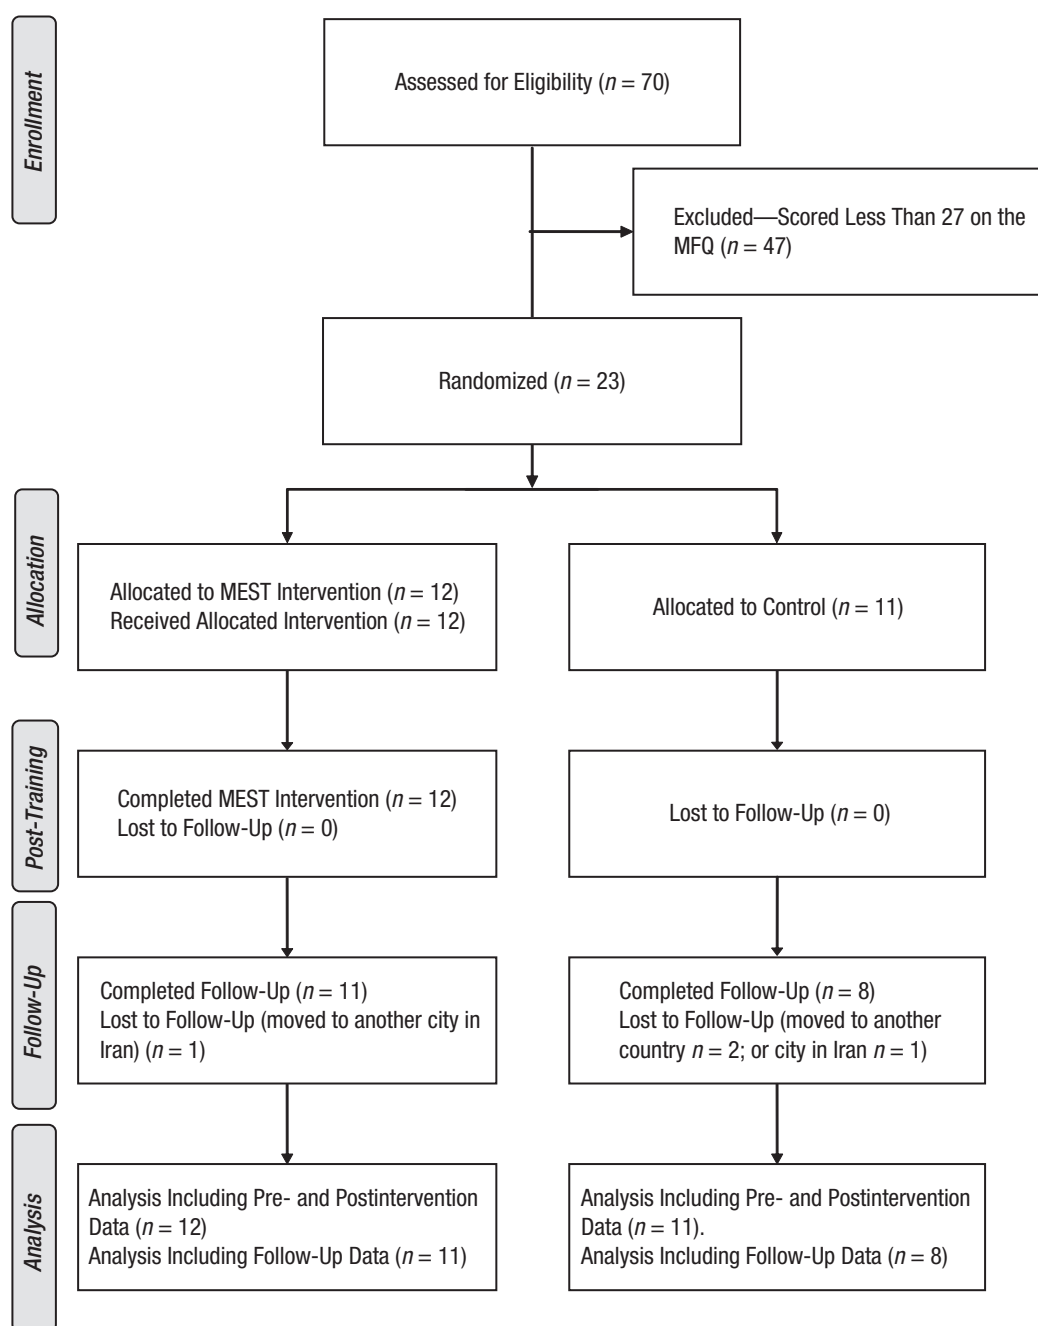 Enrollment
Assessed for Eligibility (n = 70)
Excluded—Scored Less Than 27 on the
MFQ (n = 47)
Randomized (n = 23)
Allocation
Allocated to MEST Intervention (n = 12)
Received Allocated Intervention (n = 12)
Allocated to Control (n = 11)
Post-Training
Completed MEST Intervention (n = 12)
Lost to Follow-Up (n = 0)
Lost to Follow-Up (n = 0)
Follow-Up
Completed Follow-Up (n = 11)
Lost to Follow-Up (moved to another city in
Iran) (n = 1)
Completed Follow-Up (n = 8)
Lost to Follow-Up (moved to another
country n = 2; or city in Iran n = 1)
Analysis
Analysis Including Pre- and Postintervention
Data (n = 12)
Analysis Including Follow-Up Data (n = 11)
Analysis Including Pre- and Postintervention
Data (n = 11).
Analysis Including Follow-Up Data (n = 8)